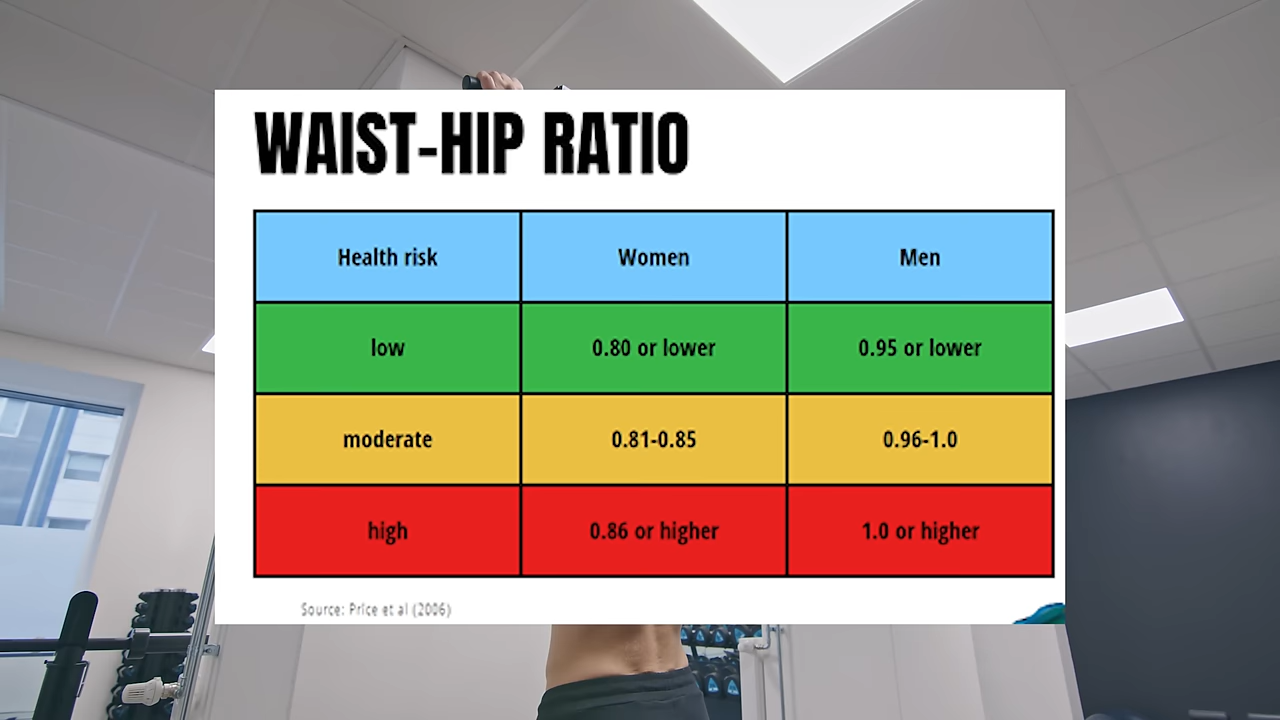 WAIST-HIP RATIO
Health risk Women Men
low 0.80 or lower 0.95 or lower
moderate 0.81-0.85 0.96-1.0
high 0.86 or higher 1.0 or higher
Source: Price et al (2006)